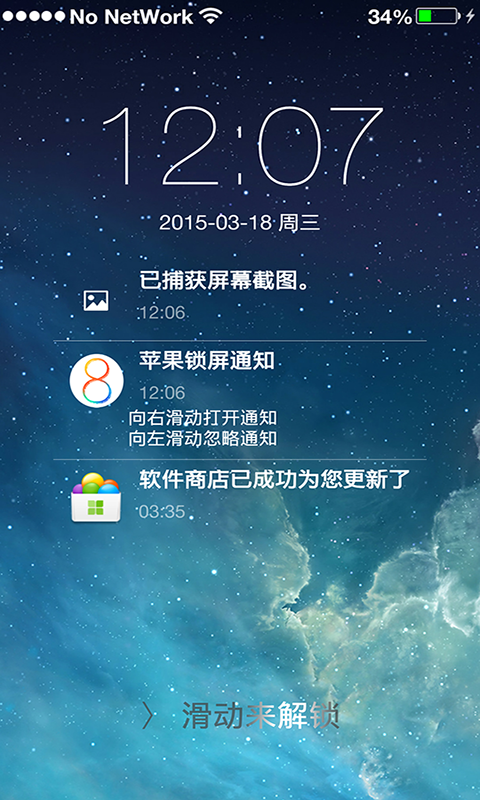 No NetWork 34%
12:07
2015-03-18 周三
已捕获屏幕截图。
12:06
苹果锁屏通知
12:06
向右滑动打开通知
向左滑动忽略通知
软件商店已成功为您更新了
03:35
〉 滑动来解锁